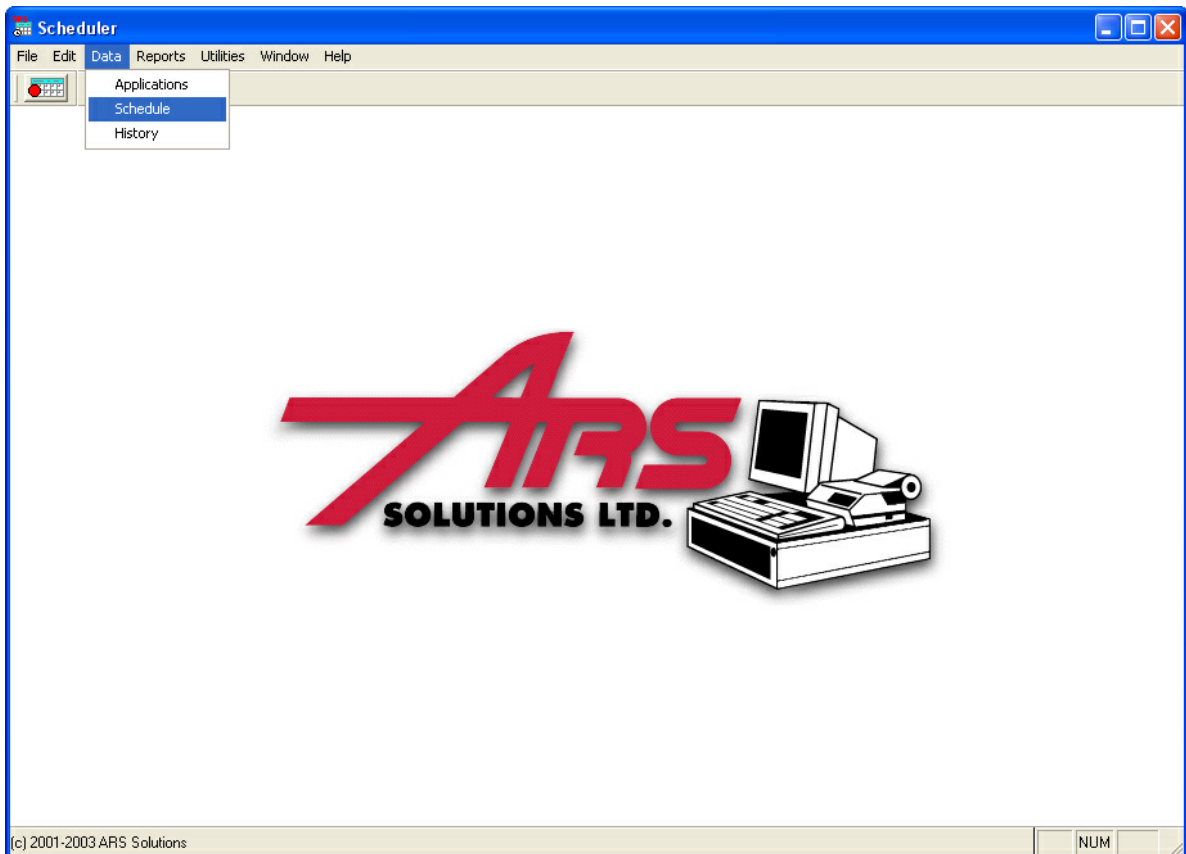 Scheduler
File Edit Data Reports Utilities Window Help
Applications
Schedule
History
ARS
SOLUTIONS LTD.
(c) 2001-2003 ARS Solutions NUM